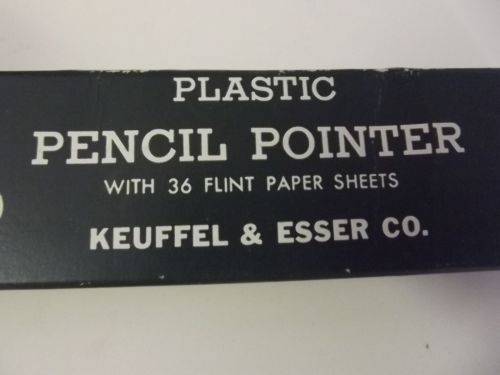 PLASTIC
PENCIL POINTER
WITH 36 FLINT PAPER SHEETS
KEUFFEL & ESSER CO.